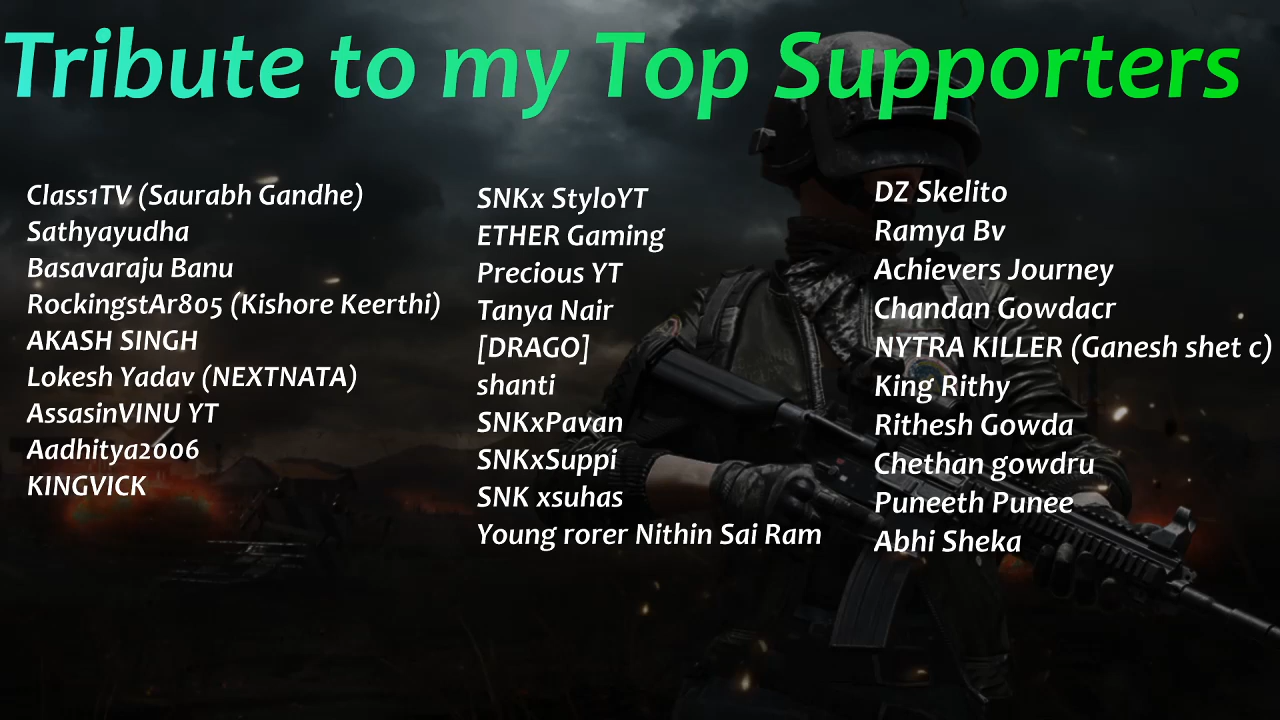 Tribute to my Top Supporters
Class1TV (Saurabh Gandhe)
Sathyayudha
Basavaraju Banu
RockingstAr805 (Kishore Keerthi)
AKASH SINGH
Lokesh Yadav (NEXTNATA)
AssasinVINU YT
Aadhitya2006
KINGVICK
SNKx StyloYT
ETHER Gaming
Precious YT
Tanya Nair
[DRAGO]
shanti
SNKxPavan
SNKxSuppi
SNK xsuhas
Young rorer Nithin Sai Ram
DZ Skelito
Ramya Bv
Achievers Journey
Chandan Gowdacr
NYTRA KILLER (Ganesh shet c)
King Rithy
Rithesh Gowda
Chethan gowdru
Puneeth Punee
Abhi Sheka